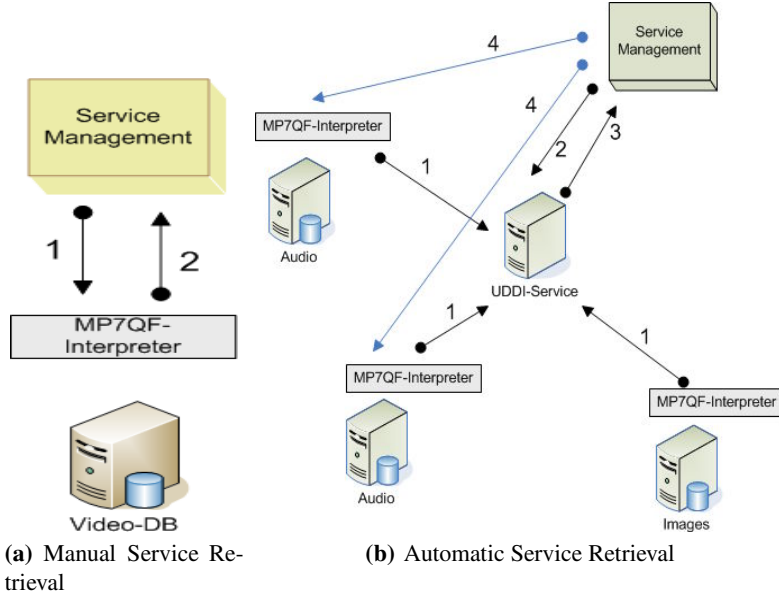 Service
Management
1
2
MP7QF-
Interpreter
Video-DB
(a) Manual Service Re-
trieval
Service
Management
4
4
MP7QF-Interpreter
1
2
3
Audio
UDDI-Service
1
1
MP7QF-Interpreter
MP7QF-Interpreter
Audio
Images
(b) Automatic Service Retrieval